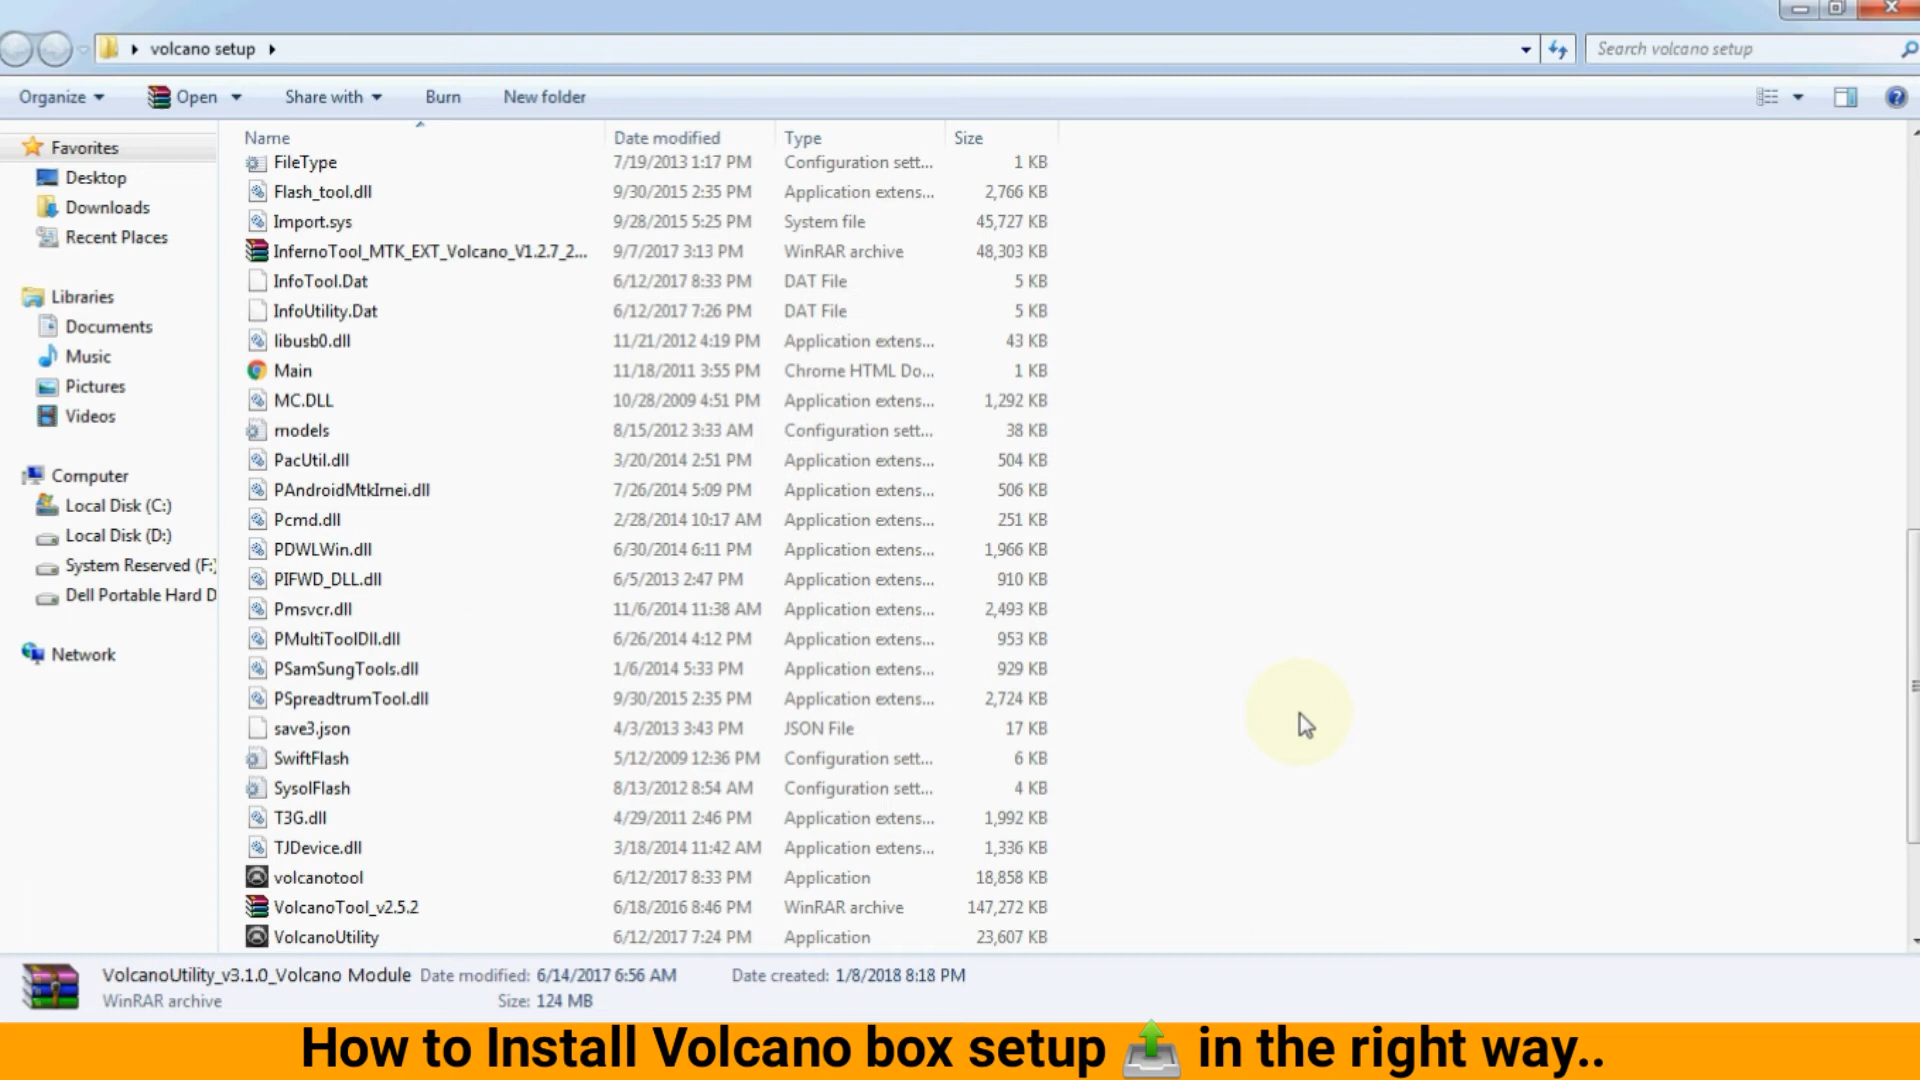 volcano setup
Search volcano setup
Organize Open Share with Burn New folder
Name Date modified Type Size
Favorites
Desktop
Downloads
Recent Places
Libraries
Documents
Music
Pictures
Videos
Computer
Local Disk (C:)
Local Disk (D:)
System Reserved (F:)
Dell Portable Hard D
Network
FileType 7/19/2013 1:17 PM Configuration sett... 1 KB
Flash_tool.dll 9/30/2015 2:35 PM Application extens... 2,766 KB
Import.sys 9/28/2015 5:25 PM System file 45,727 KB
InfernoTool_MTK_EXT_Volcano_V1.2.7_2... 9/7/2017 3:13 PM WinRAR archive 48,303 KB
InfoTool.Dat 6/12/2017 8:33 PM DAT File 5 KB
InfoUtility.Dat 6/12/2017 7:26 PM DAT File 5 KB
libusb0.dll 11/21/2012 4:19 PM Application extens... 43 KB
Main 11/18/2011 3:55 PM Chrome HTML Do... 1 KB
MC.DLL 10/28/2009 4:51 PM Application extens... 1,292 KB
models 8/15/2012 3:33 AM Configuration sett... 38 KB
PacUtil.dll 3/20/2014 2:51 PM Application extens... 504 KB
PAndroidMtkImei.dll 7/26/2014 5:09 PM Application extens... 506 KB
Pcmd.dll 2/28/2014 10:17 AM Application extens... 251 KB
PDWLWin.dll 6/30/2014 6:11 PM Application extens... 1,966 KB
PIFWD_DLL.dll 6/5/2013 2:47 PM Application extens... 910 KB
Pmsvcr.dll 11/6/2014 11:38 AM Application extens... 2,493 KB
PMultiToolDll.dll 6/26/2014 4:12 PM Application extens... 953 KB
PSamSungTools.dll 1/6/2014 5:33 PM Application extens... 929 KB
PSpreadtrumTool.dll 9/30/2015 2:35 PM Application extens... 2,724 KB
save3.json 4/3/2013 3:43 PM JSON File 17 KB
SwiftFlash 5/12/2009 12:36 PM Configuration sett... 6 KB
SysolFlash 8/13/2012 8:54 AM Configuration sett... 4 KB
T3G.dll 4/29/2011 2:46 PM Application extens... 1,992 KB
TJDevice.dll 3/18/2014 11:42 AM Application extens... 1,336 KB
volcanotool 6/12/2017 8:33 PM Application 18,858 KB
VolcanoTool_v2.5.2 6/18/2016 8:46 PM WinRAR archive 147,272 KB
VolcanoUtility 6/12/2017 7:24 PM Application 23,607 KB
VolcanoUtility_v3.1.0_Volcano Module Date modified: 6/14/2017 6:56 AM Date created: 1/8/2018 8:18 PM
WinRAR archive Size: 124 MB
How to Install Volcano box setup 📤 in the right way..